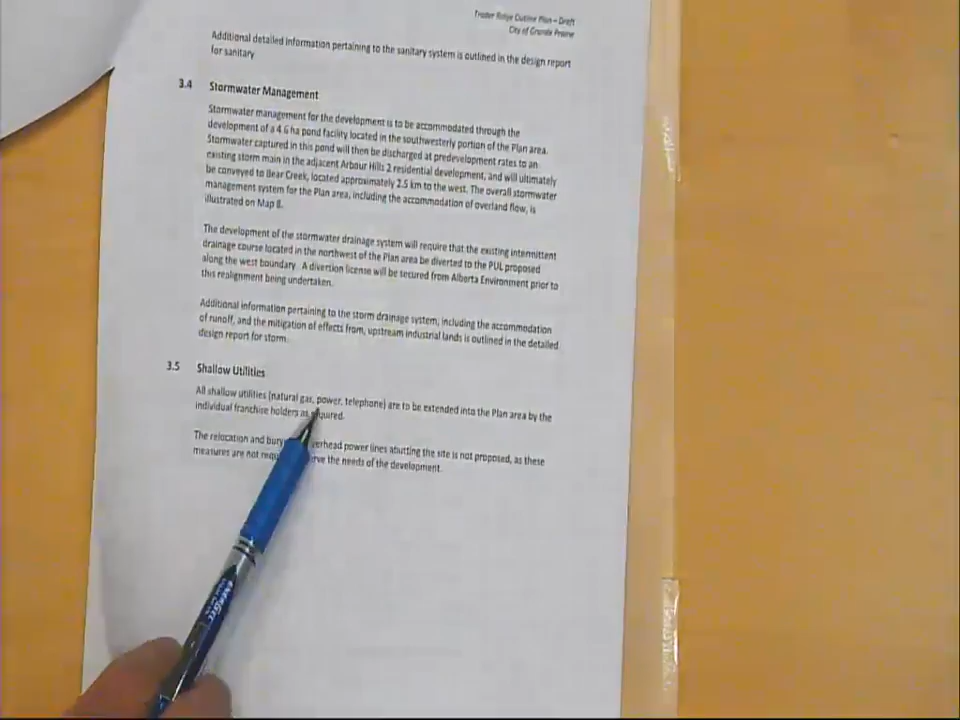 Trader Ridge Outline Plan – Draft
City of Grande Prairie
Additional detailed information pertaining to the sanitary system is outlined in the design report
for sanitary
3.4 Stormwater Management
Stormwater management for the development is to be accommodated through the
development of a 4.6 ha pond facility located in the southwesterly portion of the Plan area.
Stormwater captured in this pond will then be discharged at predevelopment rates to an
existing storm main in the adjacent Arbour Hills 2 residential development, and will ultimately
be conveyed to Bear Creek, located approximately 2.5 km to the west. The overall stormwater
management system for the Plan area, including the accommodation of overland flow, is
illustrated on Map 8.
The development of the stormwater drainage system will require that the existing intermittent
drainage course located in the northwest of the Plan area be diverted to the PUL proposed
along the west boundary. A diversion license will be secured from Alberta Environment prior to
this realignment being undertaken.
Additional information pertaining to the storm drainage system, including the accommodation
of runoff, and the mitigation of effects from, upstream industrial lands is outlined in the detailed
design report for storm.
3.5 Shallow Utilities
All shallow utilities (natural gas, power, telephone) are to be extended into the Plan area by the
individual franchise holders as required.
The relocation and bury overhead power lines abutting the site is not proposed, as these
measures are not requ rve the needs of the development.
energel